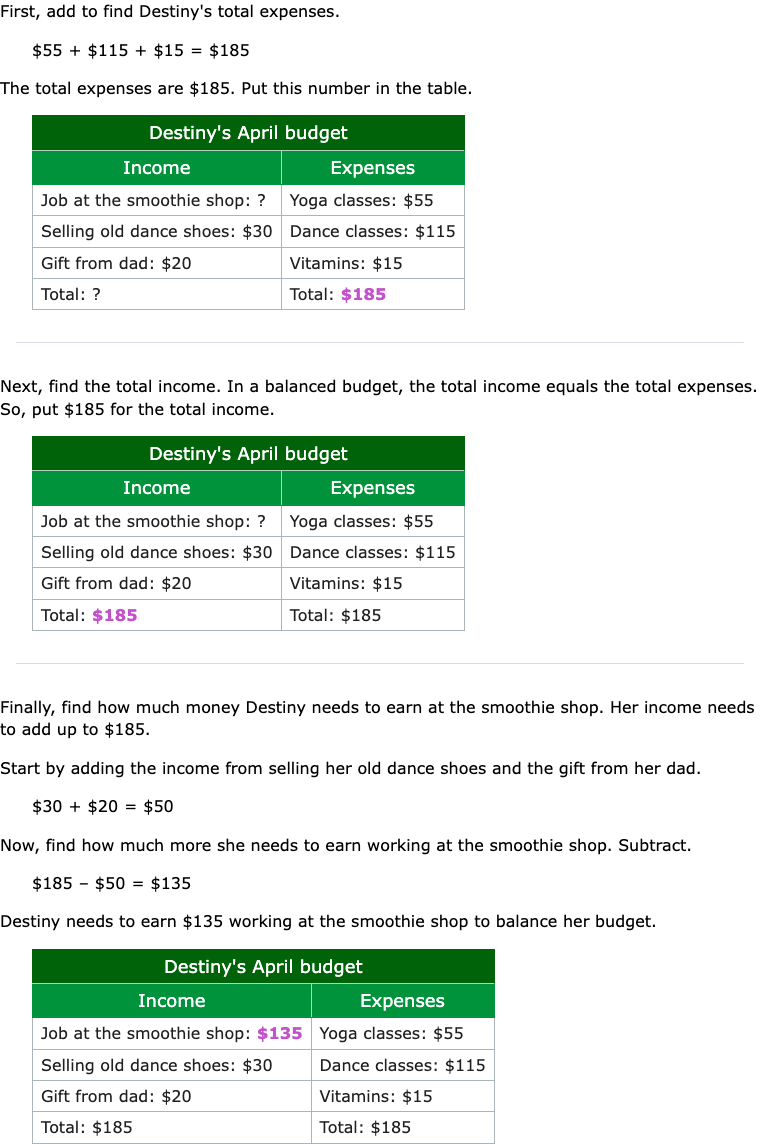 First, add to find Destiny's total expenses.
$55 + $115 + $15 = $185
The total expenses are $185. Put this number in the table.
Destiny's April budget
Income Expenses
Job at the smoothie shop: ? Yoga classes: $55
Selling old dance shoes: $30 Dance classes: $115
Gift from dad: $20 Vitamins: $15
Total: ? Total: $185
Next, find the total income. In a balanced budget, the total income equals the total expenses.
So, put $185 for the total income.
Destiny's April budget
Income Expenses
Job at the smoothie shop: ? Yoga classes: $55
Selling old dance shoes: $30 Dance classes: $115
Gift from dad: $20 Vitamins: $15
Total: $185 Total: $185
Finally, find how much money Destiny needs to earn at the smoothie shop. Her income needs
to add up to $185.
Start by adding the income from selling her old dance shoes and the gift from her dad.
$30 + $20 = $50
Now, find how much more she needs to earn working at the smoothie shop. Subtract.
$185 – $50 = $135
Destiny needs to earn $135 working at the smoothie shop to balance her budget.
Destiny's April budget
Income Expenses
Job at the smoothie shop: $135 Yoga classes: $55
Selling old dance shoes: $30 Dance classes: $115
Gift from dad: $20 Vitamins: $15
Total: $185 Total: $185